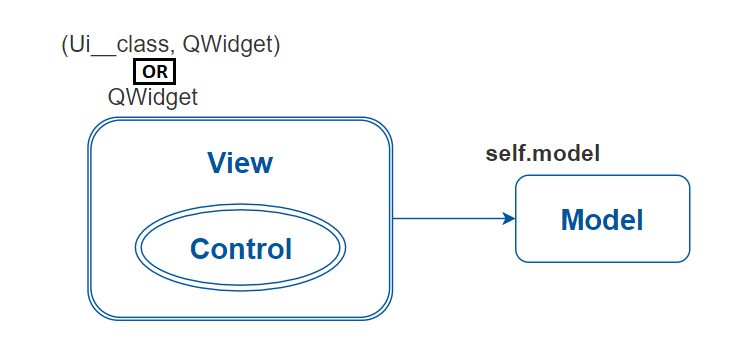 (Ui__class, QWidget)
OR
QWidget
View
Control
self.model
Model